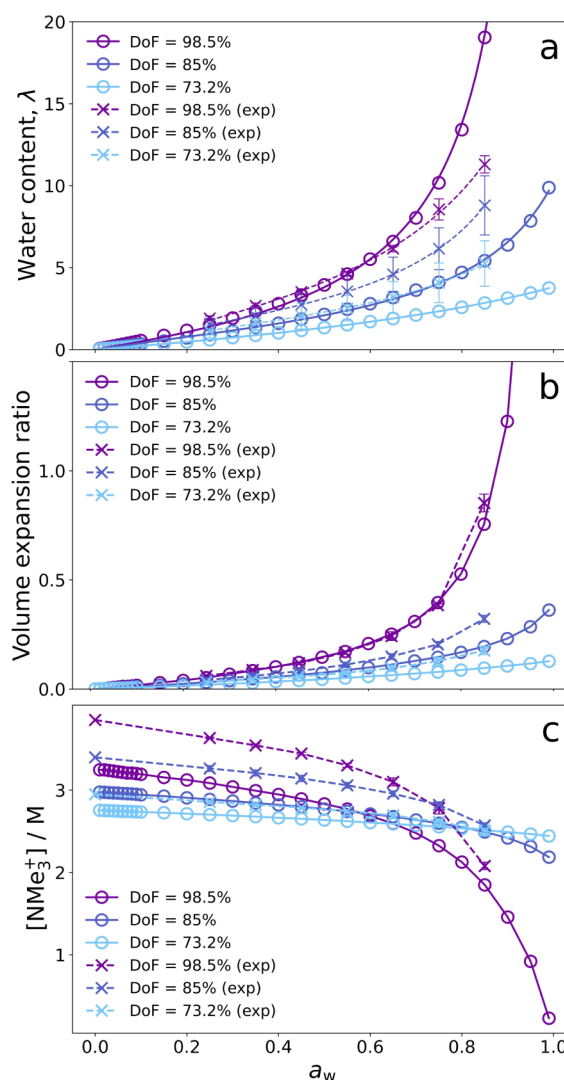 a
20
15
10
5
0
Water content, λ
DoF = 98.5%
DoF = 85%
DoF = 73.2%
DoF = 98.5% (exp)
DoF = 85% (exp)
DoF = 73.2% (exp)
b
1.0
0.5
0.0
Volume expansion ratio
DoF = 98.5%
DoF = 85%
DoF = 73.2%
DoF = 98.5% (exp)
DoF = 85% (exp)
DoF = 73.2% (exp)
c
3
2
1
[NMe₃⁺] / M
DoF = 98.5%
DoF = 85%
DoF = 73.2%
DoF = 98.5% (exp)
DoF = 85% (exp)
DoF = 73.2% (exp)
0.0 0.2 0.4 0.6 0.8 1.0
a_w